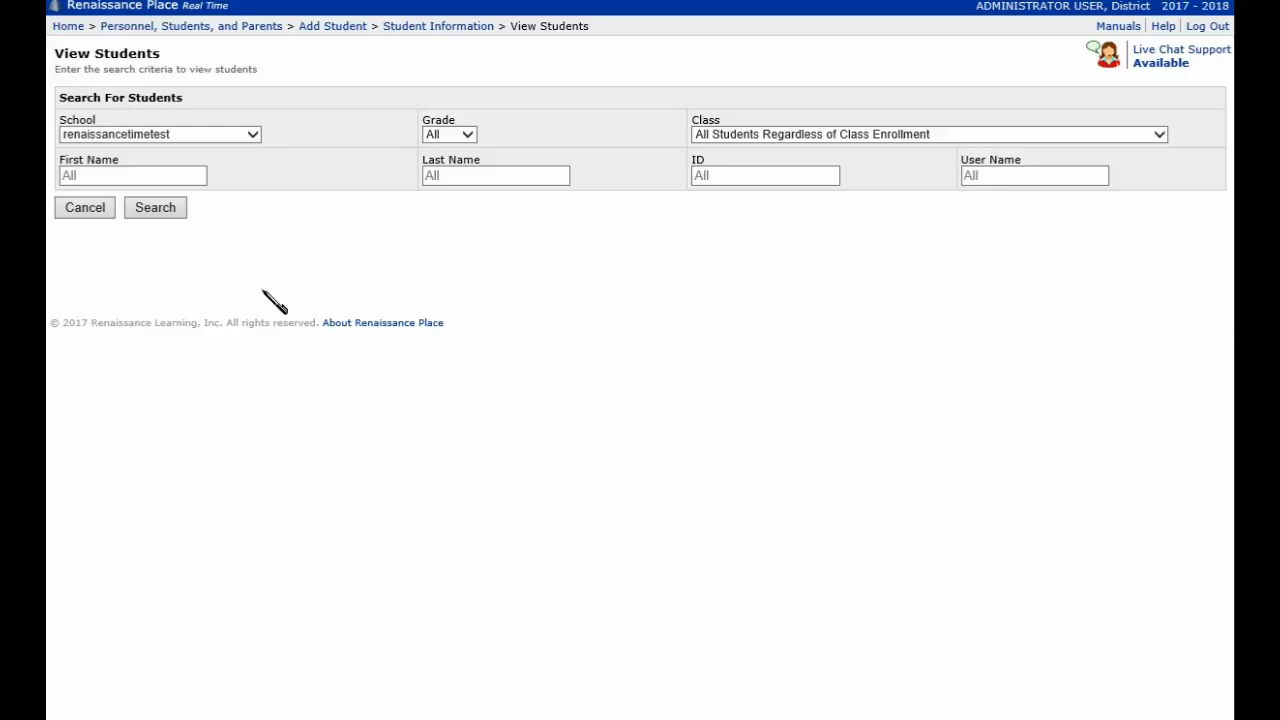 Renaissance Place Real Time
ADMINISTRATOR USER, District 2017 - 2018
Home > Personnel, Students, and Parents > Add Student > Student Information > View Students
Manuals | Help | Log Out
View Students
Enter the search criteria to view students
Live Chat Support
Available
Search For Students
School Grade Class
renaissancetimetest All All Students Regardless of Class Enrollment
First Name Last Name ID User Name
All All All All
Cancel Search
© 2017 Renaissance Learning, Inc. All rights reserved. About Renaissance Place